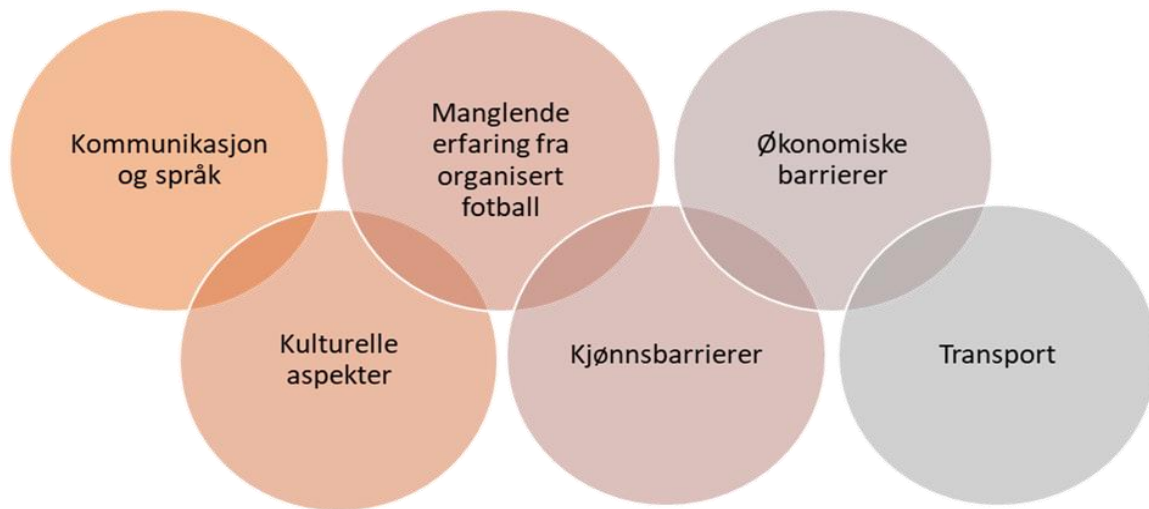 Kommunikasjon
og språk
Manglende
erfaring fra
organisert
fotball
Økonomiske
barrierer
Kulturelle
aspekter
Kjønnsbarrierer
Transport